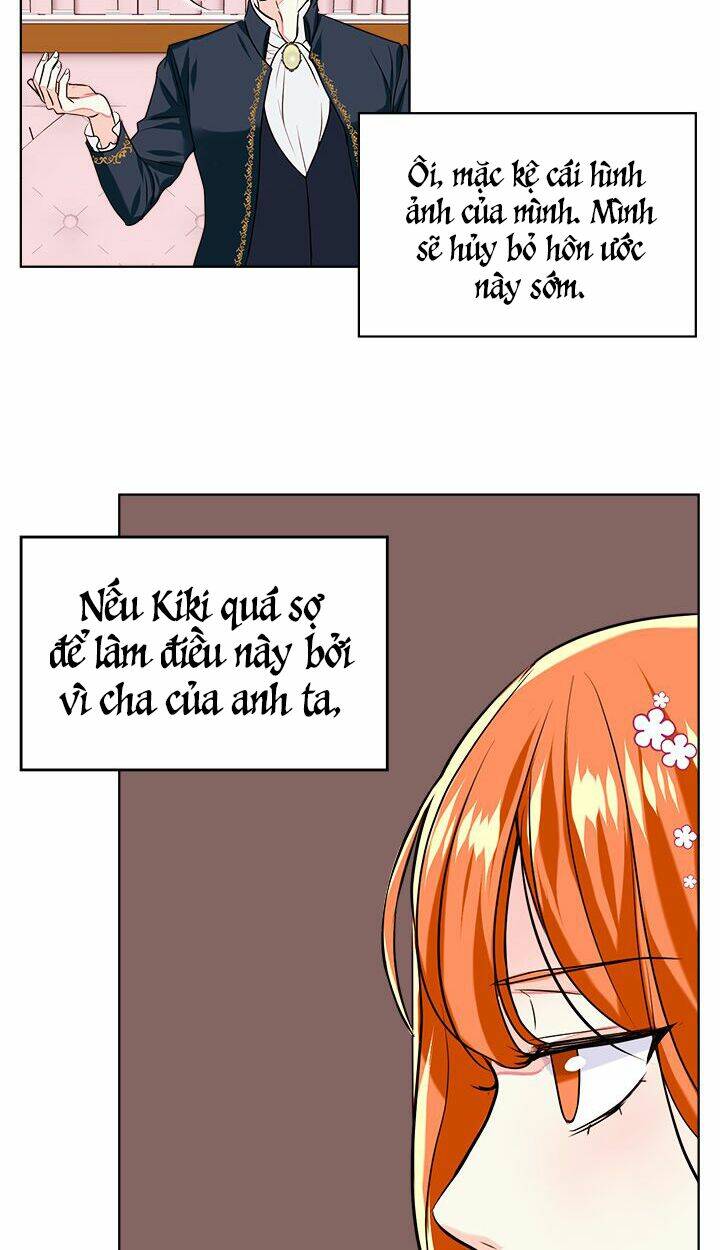 Ôi, mặc kệ cái hình
ảnh của mình. Mình
sẽ hủy bỏ hôn ước
này sớm.
Nếu Kiki quá sợ
để làm điều này bởi
vì cha của anh ta,